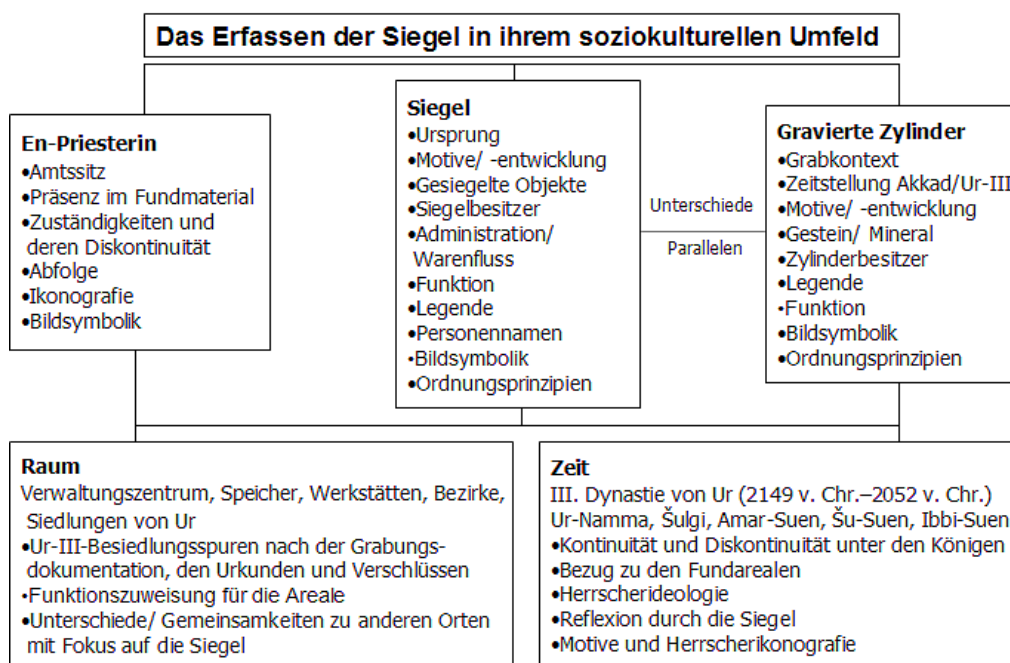 Das Erfassen der Siegel in ihrem soziokulturellen Umfeld
En-Priesterin
•Amtssitz
•Präsenz im Fundmaterial
•Zuständigkeiten und
deren Diskontinuität
•Abfolge
•Ikonografie
•Bildsymbolik
Siegel
•Ursprung
•Motive/ -entwicklung
•Gesiegelte Objekte
•Siegelbesitzer
•Administration/
Warenfluss
•Funktion
•Legende
•Personennamen
•Bildsymbolik
•Ordnungsprinzipien
Unterschiede
Parallelen
Gravierte Zylinder
•Grabkontext
•Zeitstellung Akkad/Ur-III
•Motive/ -entwicklung
•Gestein/ Mineral
•Zylinderbesitzer
•Legende
•Funktion
•Bildsymbolik
•Ordnungsprinzipien
Raum
Verwaltungszentrum, Speicher, Werkstätten, Bezirke,
Siedlungen von Ur
•Ur-III-Besiedlungsspuren nach der Grabungs-
dokumentation, den Urkunden und Verschlüssen
•Funktionszuweisung für die Areale
•Unterschiede/ Gemeinsamkeiten zu anderen Orten
mit Fokus auf die Siegel
Zeit
III. Dynastie von Ur (2149 v. Chr.–2052 v. Chr.)
Ur-Namma, Šulgi, Amar-Suen, Šu-Suen, Ibbi-Suen
•Kontinuität und Diskontinuität unter den Königen
•Bezug zu den Fundarealen
•Herrscherideologie
•Reflexion durch die Siegel
•Motive und Herrscherikonografie